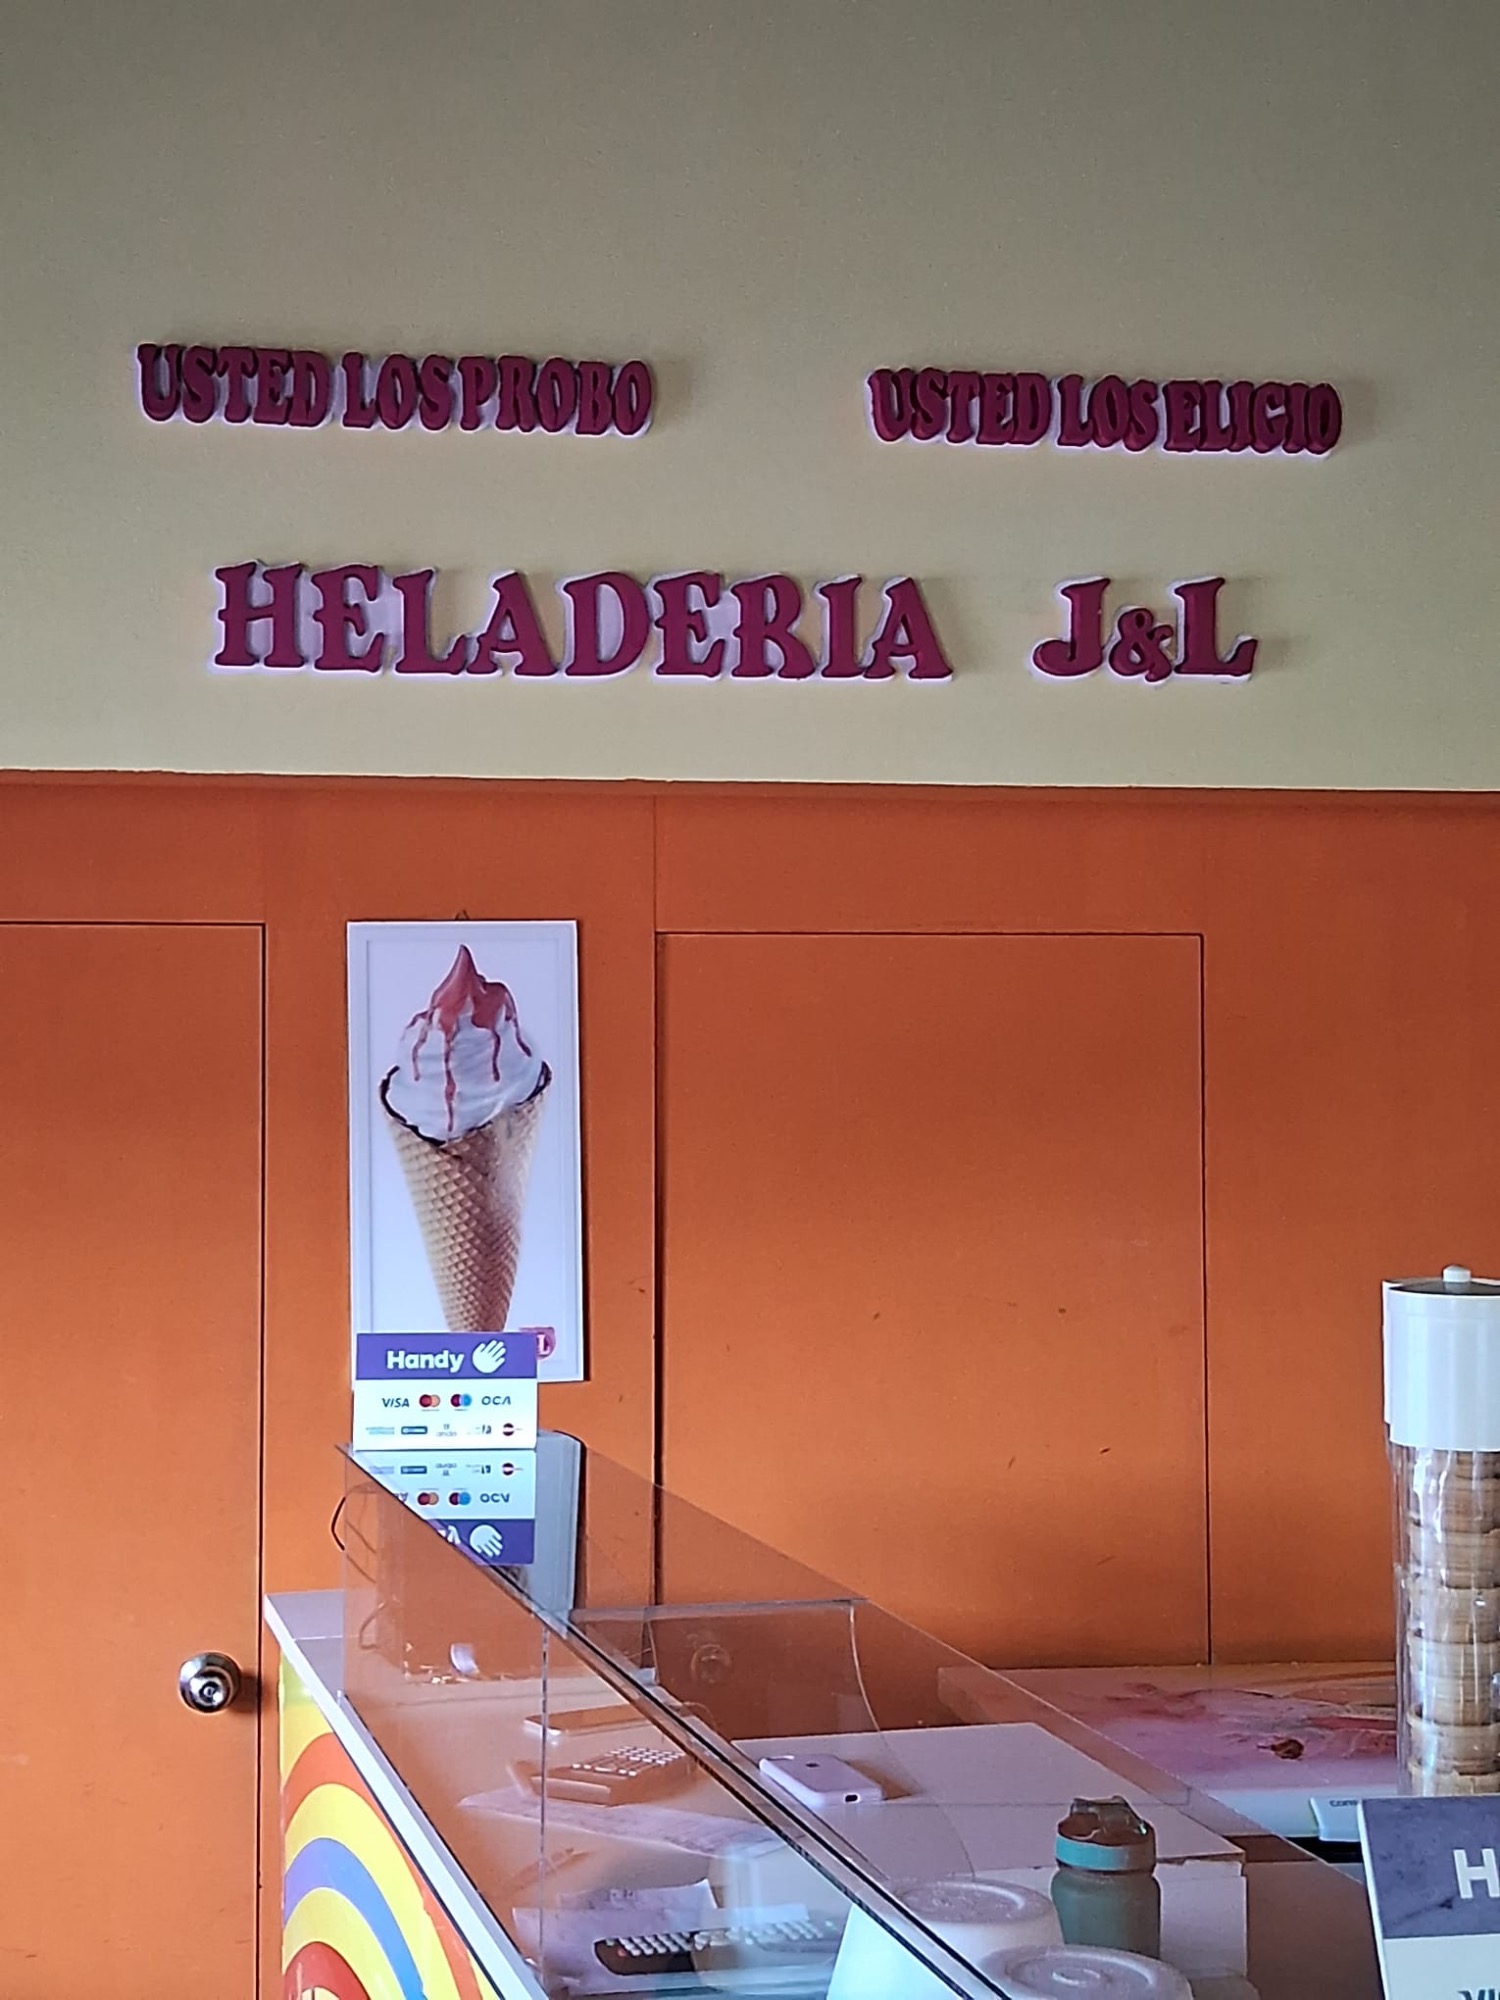 USTED LOS PROBO
USTED LOS ELIGIO
HELADERIA J&L
Handy
VISA OCA